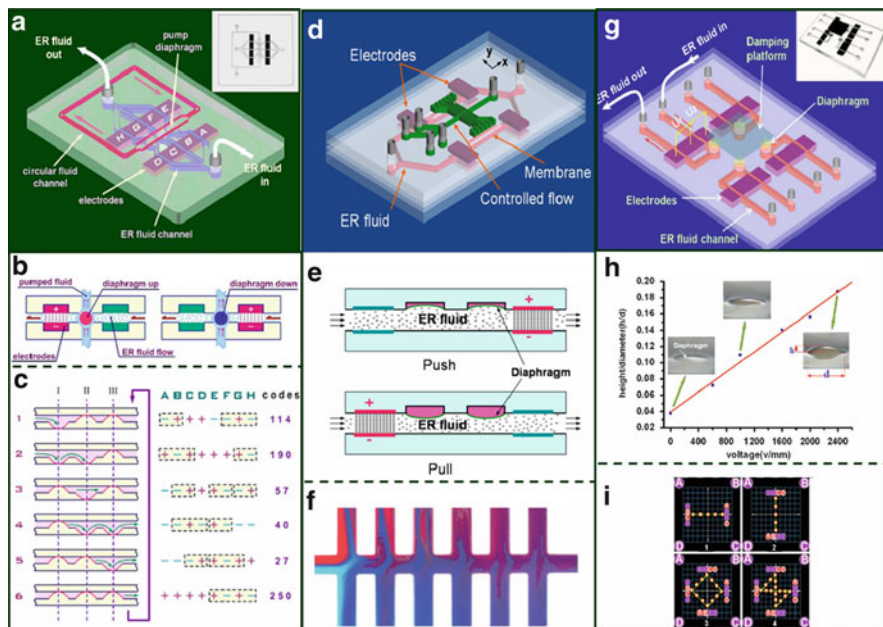 a
ER fluid
out
pump
diaphragm
H G F E
D C B A
circular fluid
channel
electrodes
ER fluid
in
ER fluid channel
b
pumped fluid
diaphragm up
diaphragm down
electrodes
ER fluid flow
c
I II III
A B C D E F G H codes
1 114
2 190
3 57
4 40
5 27
6 + + + + 250
d
Electrodes
y
x
Membrane
Controlled flow
ER fluid
e
+
ER fluid
−
Push
Diaphragm
+
ER fluid
−
Pull
f
g
ER fluid in
ER fluid out
Damping
platform
Diaphragm
Electrodes
ER fluid channel
h
height/diameter(h/d)
0.20
0.18
0.16
0.14
0.12
0.10
0.08
0.06
0.04
0.02
Diaphragm
h
d
0 400 800 1200 1600 2000 2400
voltage(v/mm)
i
A B
D C
1 2
3 4